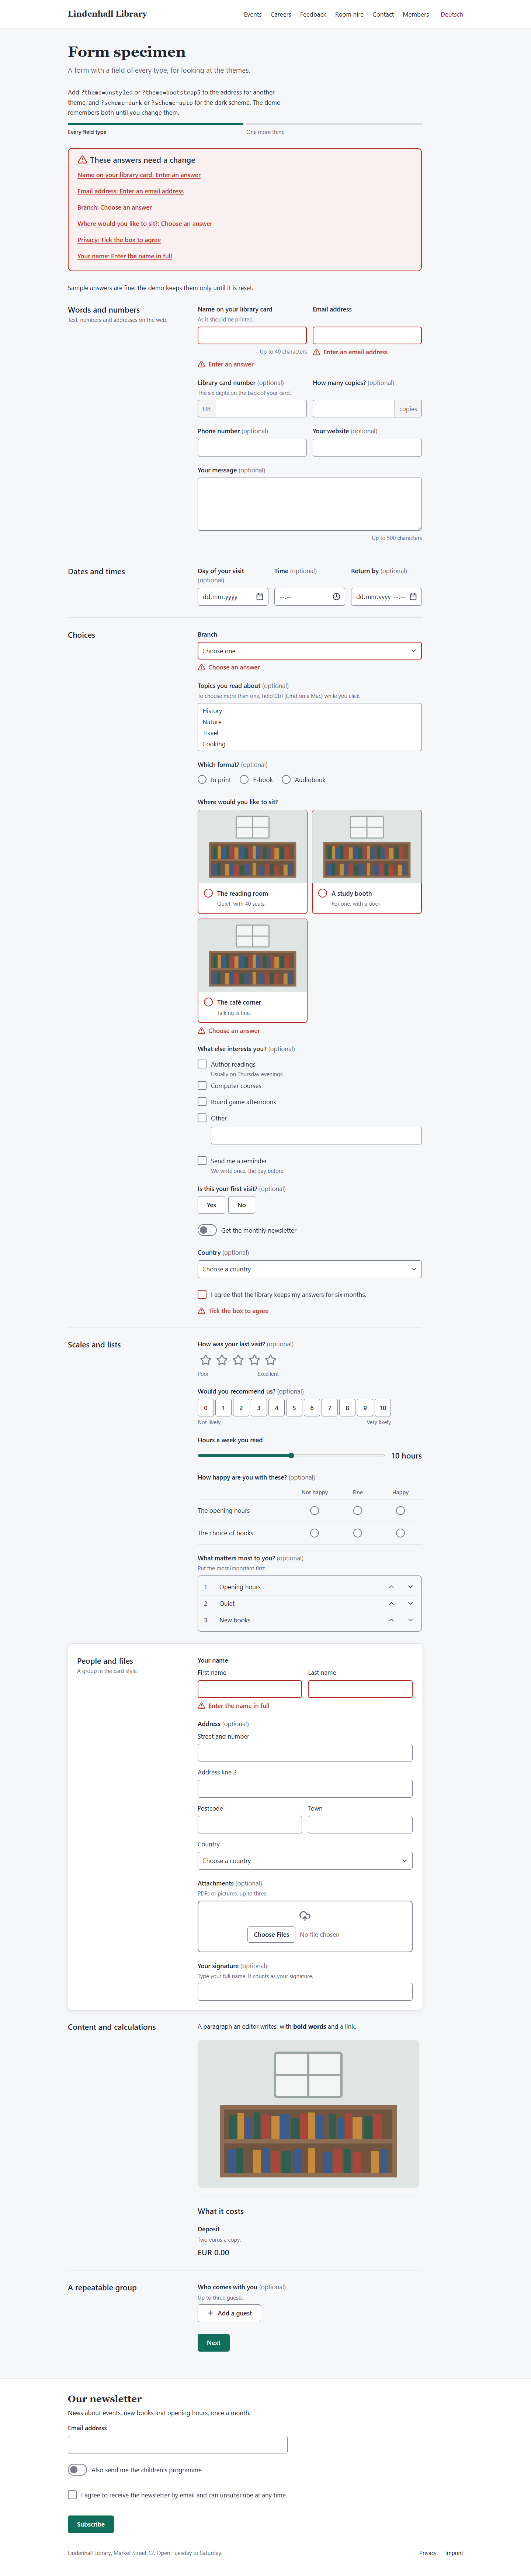 Lindenhall Library
Events Careers Feedback Room hire Contact Members Deutsch
Form specimen
A form with a field of every type, for looking at the themes.
Add ?theme=unstyled or ?theme=bootstrap5 to the address for another
theme, and ?scheme=dark or ?scheme=auto for the dark scheme. The demo
remembers both until you change them.
Every field type
One more thing
These answers need a change
Name on your library card: Enter an answer
Email address: Enter an email address
Branch: Choose an answer
Where would you like to sit?: Choose an answer
Privacy: Tick the box to agree
Your name: Enter the name in full
Sample answers are fine: the demo keeps them only until it is reset.
Words and numbers
Text, numbers and addresses on the web.
Name on your library card
As it should be printed.
Up to 40 characters
Enter an answer
Email address
Enter an email address
Library card number (optional)
The six digits on the back of your card.
LIB
How many copies? (optional)
copies
Phone number (optional)
Your website (optional)
Your message (optional)
Up to 500 characters
Dates and times
Day of your visit
(optional)
dd.mm.yyyy
Time (optional)
--:--
Return by (optional)
dd.mm.yyyy --:--
Choices
Branch
Choose one
Choose an answer
Topics you read about (optional)
To choose more than one, hold Ctrl (Cmd on a Mac) while you click.
History
Nature
Travel
Cooking
Which format? (optional)
In print E-book Audiobook
Where would you like to sit?
The reading room
Quiet, with 40 seats.
A study booth
For one, with a door.
The café corner
Talking is fine.
Choose an answer
What else interests you? (optional)
Author readings
Usually on Thursday evenings.
Computer courses
Board game afternoons
Other
Send me a reminder
We write once, the day before.
Is this your first visit? (optional)
Yes No
Get the monthly newsletter
Country (optional)
Choose a country
I agree that the library keeps my answers for six months.
Tick the box to agree
Scales and lists
How was your last visit? (optional)
Poor Excellent
Would you recommend us? (optional)
0 1 2 3 4 5 6 7 8 9 10
Not likely Very likely
Hours a week you read
10 hours
How happy are you with these? (optional)
Not happy Fine Happy
The opening hours
The choice of books
What matters most to you? (optional)
Put the most important first.
1 Opening hours
2 Quiet
3 New books
People and files
A group in the card style.
Your name
First name Last name
Enter the name in full
Address (optional)
Street and number
Address line 2
Postcode Town
Country
Choose a country
Attachments (optional)
PDFs or pictures, up to three.
Choose Files No file chosen
Your signature (optional)
Type your full name. It counts as your signature.
Content and calculations
A paragraph an editor writes, with bold words and a link.
What it costs
Deposit
Two euros a copy.
EUR 0.00
A repeatable group
Who comes with you (optional)
Up to three guests.
Add a guest
Next
Our newsletter
News about events, new books and opening hours, once a month.
Email address
Also send me the children's programme
I agree to receive the newsletter by email and can unsubscribe at any time.
Subscribe
Lindenhall Library, Market Street 12. Open Tuesday to Saturday.
Privacy Imprint